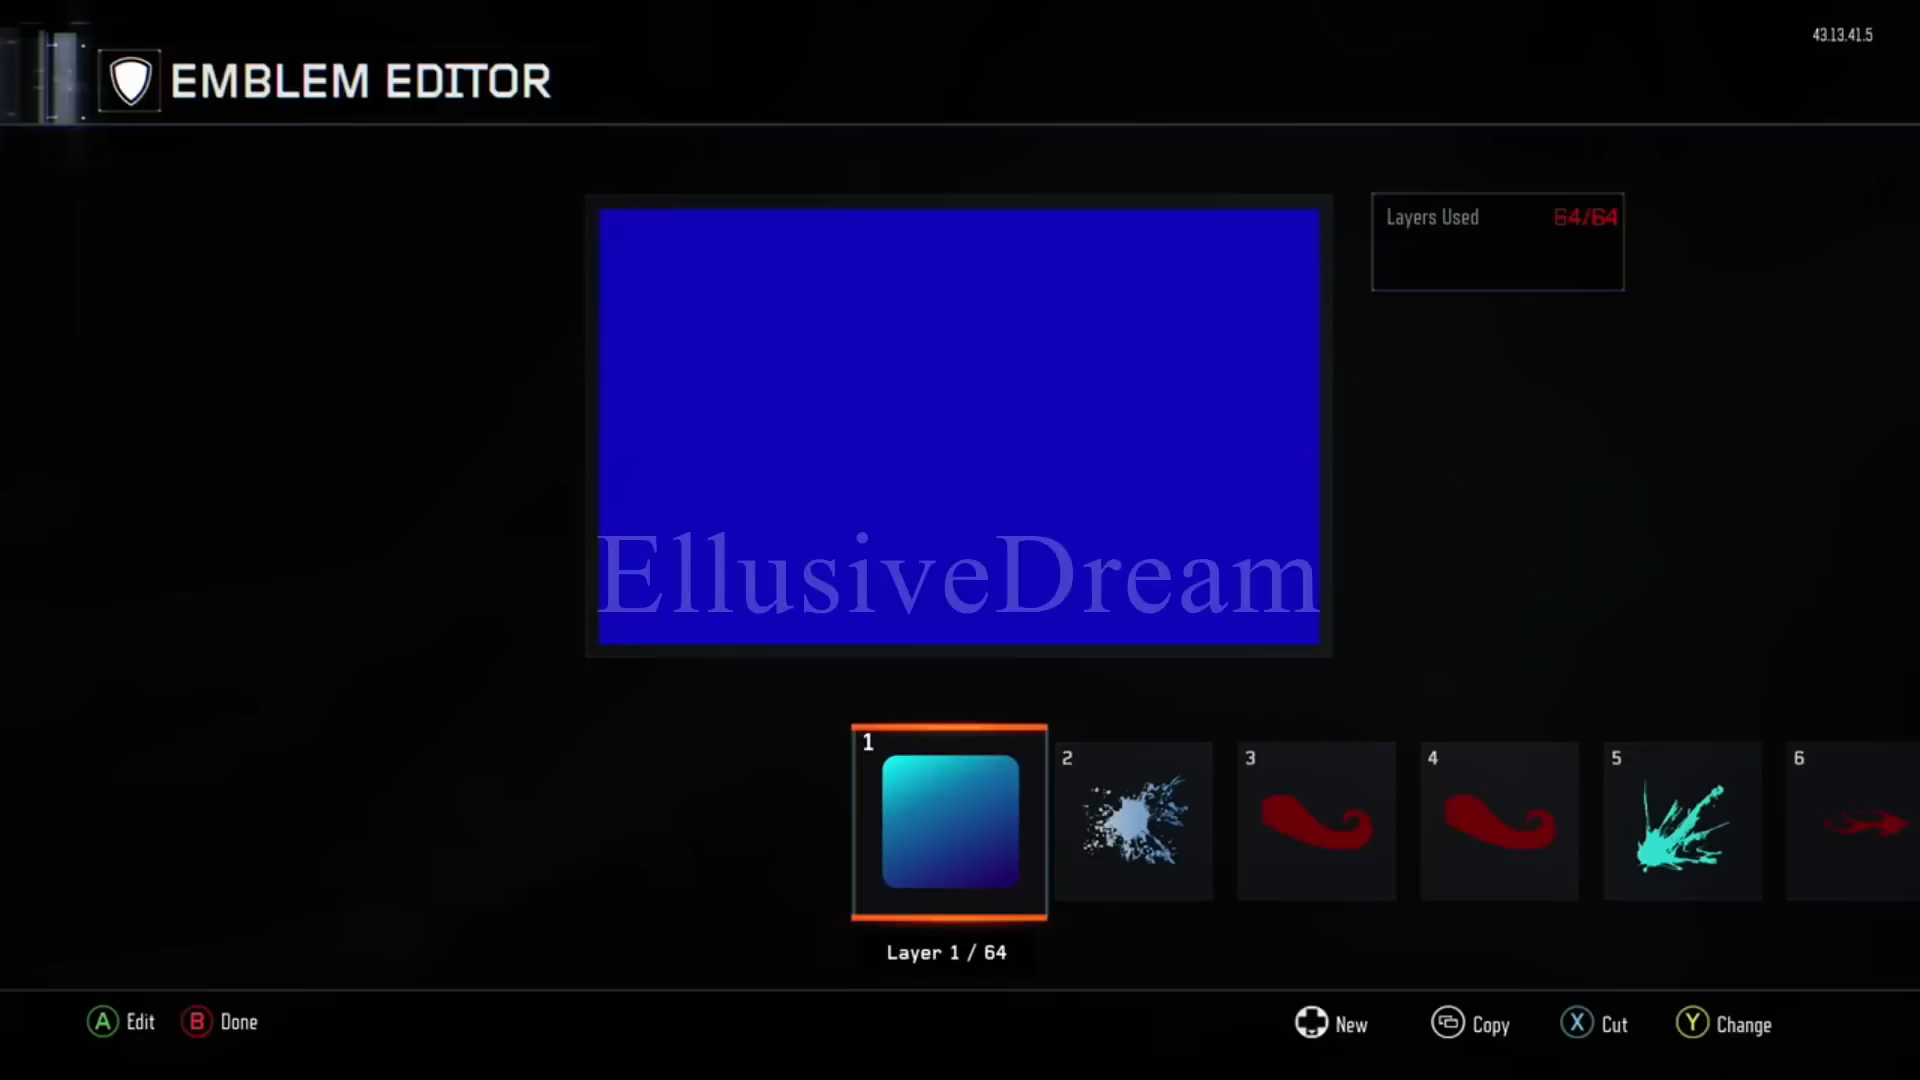 43.13.41.5
EMBLEM EDITOR
Layers Used 64/64
EllusiveDream
1 2 3 4 5 6
Layer 1 / 64
A Edit B Done New Copy X Cut Y Change